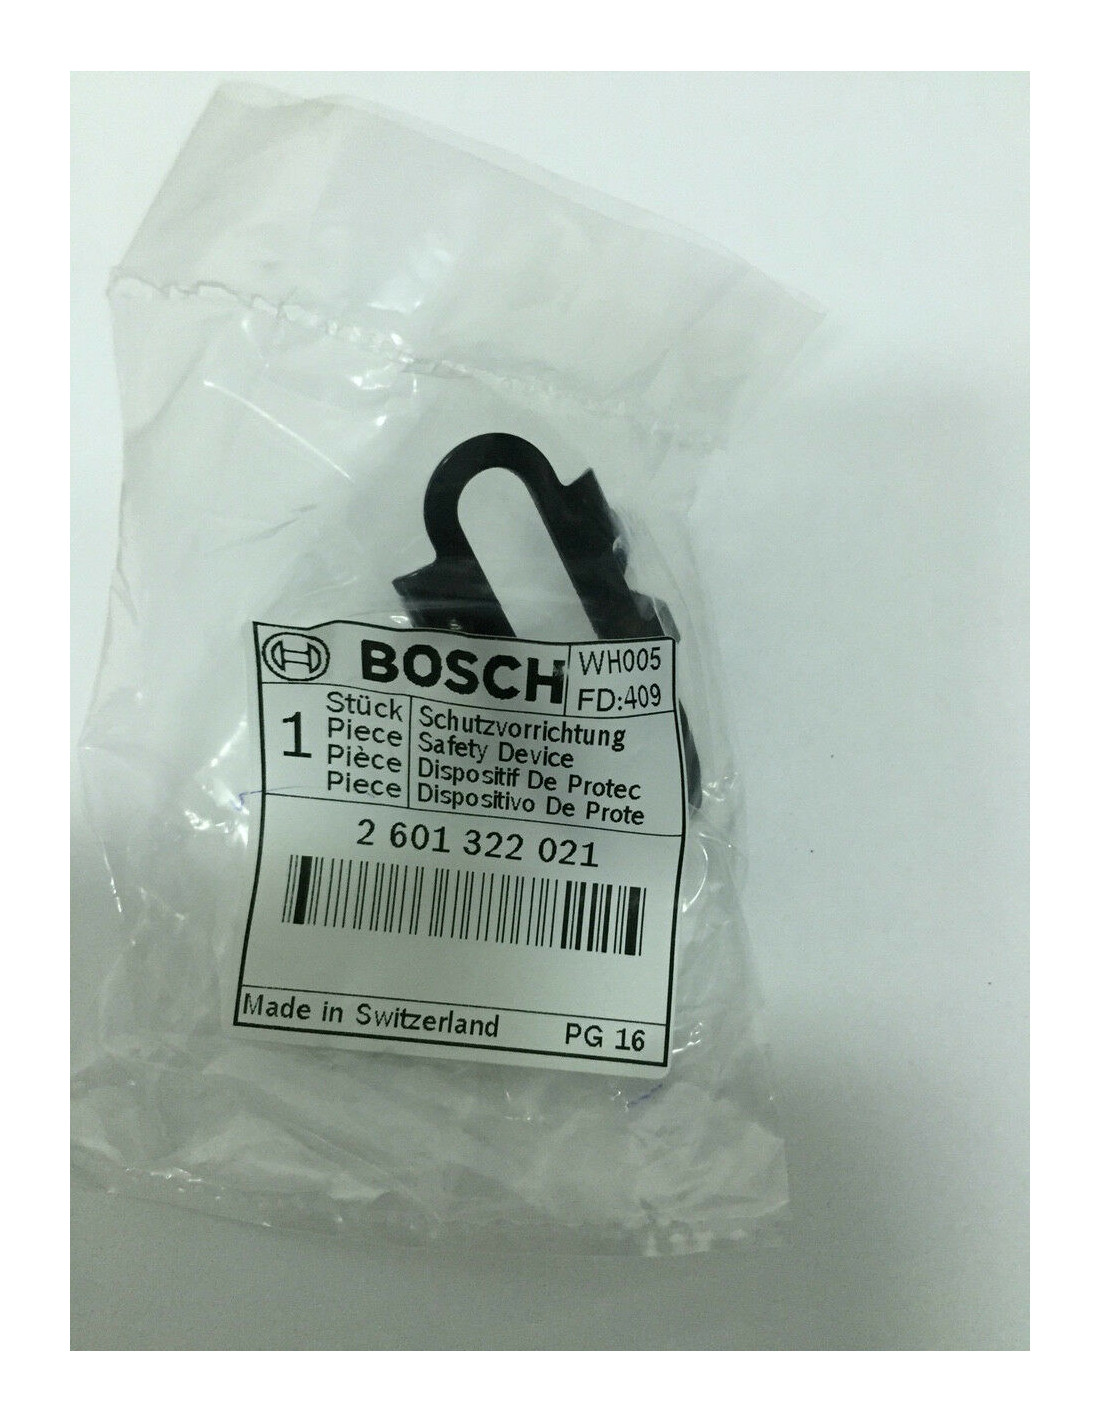 BOSCH
WH005
FD:409
1
Stück
Piece
Pièce
Piece
Schutzvorrichtung
Safety Device
Dispositif De Protec
Dispositivo De Prote
2 601 322 021
Made in Switzerland
PG 16